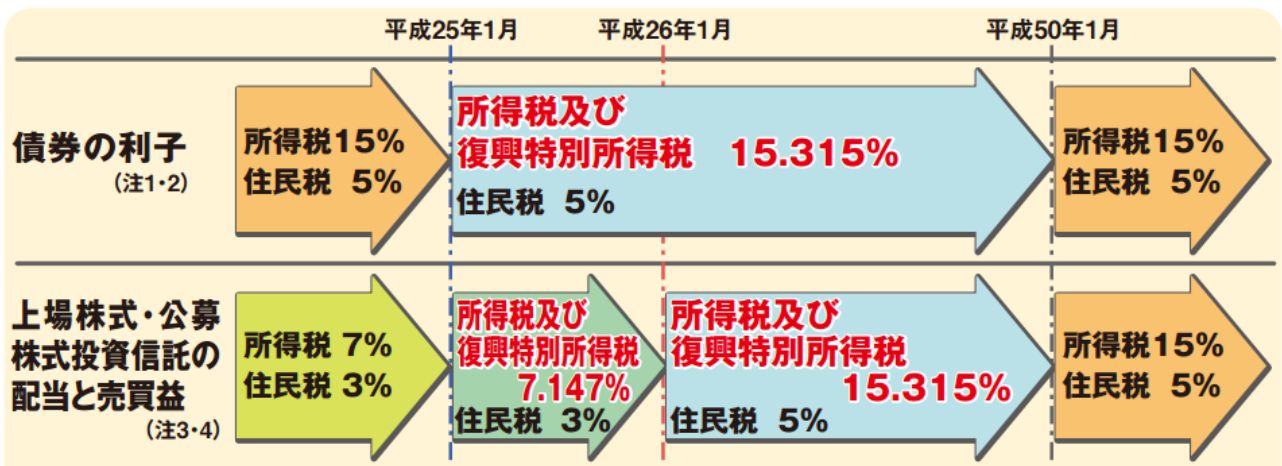 平成25年1月 平成26年1月 平成50年1月
債券の利子
(注1・2)
所得税15%
住民税 5%
所得税及び
復興特別所得税 15.315%
住民税 5%
所得税15%
住民税 5%
上場株式・公募
株式投資信託の
配当と売買益
(注3・4)
所得税 7%
住民税 3%
所得税及び
復興特別所得税
7.147%
住民税 3%
所得税及び
復興特別所得税
15.315%
住民税 5%
所得税15%
住民税 5%